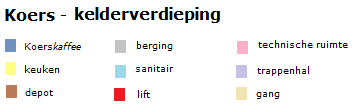 Koers - kelderverdieping
Koerskaffee
berging
technische ruimte
keuken
sanitair
trappenhal
depot
lift
gang